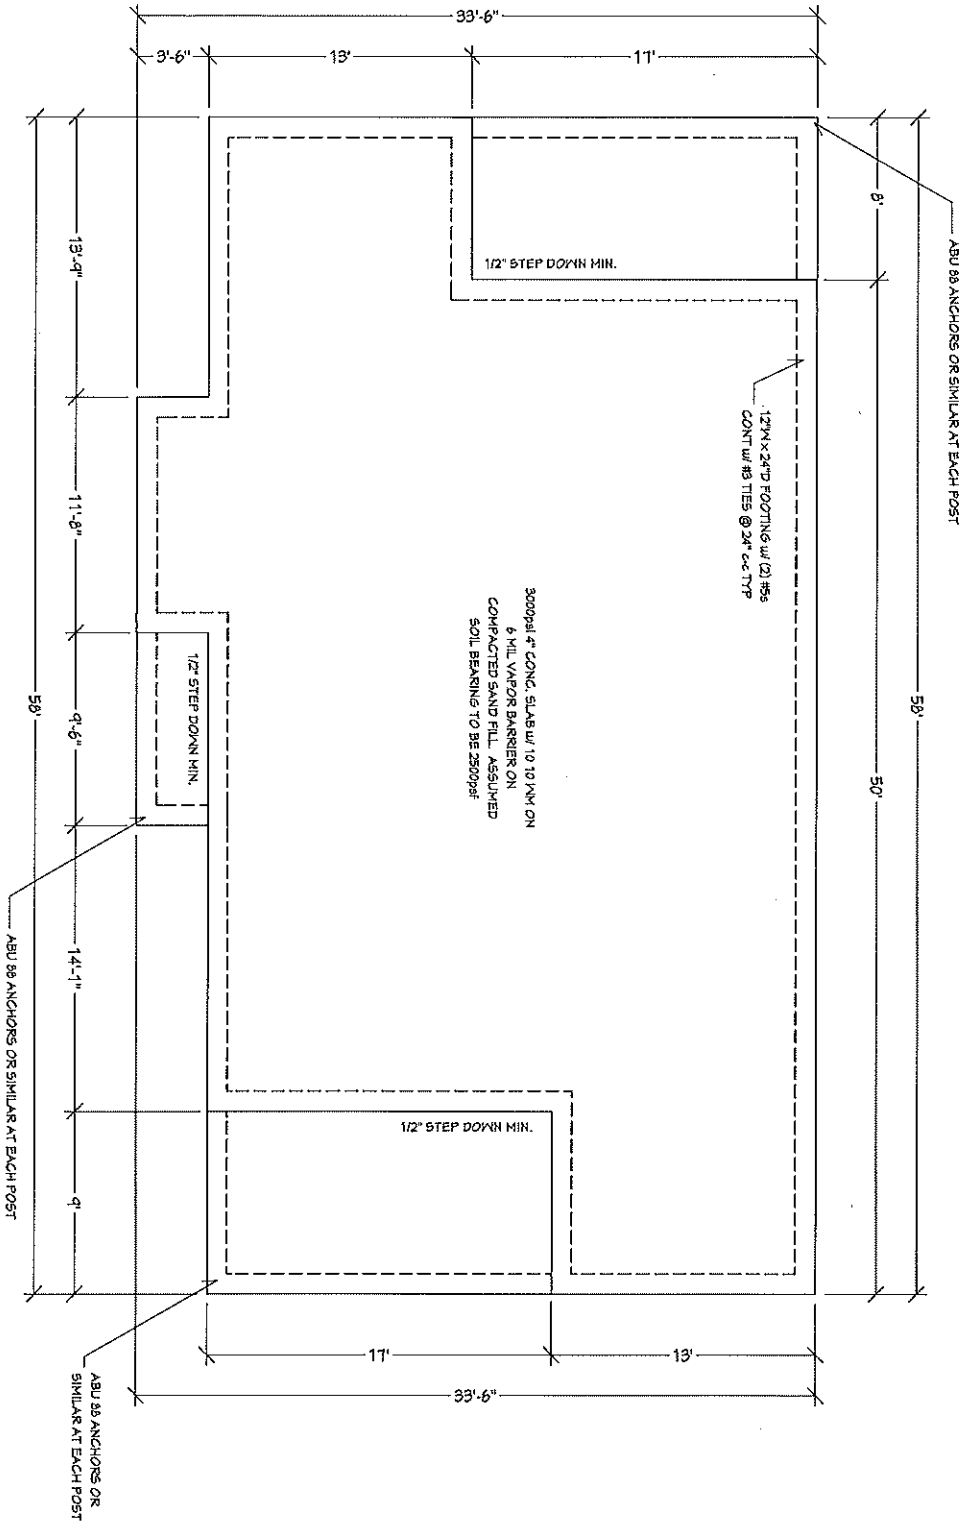 33'-6"
3'-6"
13'
17'
8'
58'
ABU 88 ANCHORS OR SIMILAR AT EACH POST
13'-9"
1/2" STEP DOWN MIN.
12"W x 24"D FOOTING w/ (2) #5s
CONT w/ #3 TIES @ 24" c-c TYP
11'-8"
3000psi 4" CONC. SLAB w/ 10 10 WM ON
6 MIL VAPOR BARRIER ON
COMPACTED SAND FILL. ASSUMED
SOIL BEARING TO BE 2500psf
58'
9'-6"
1/2" STEP DOWN MIN.
50'
14'-1"
ABU 88 ANCHORS OR SIMILAR AT EACH POST
1/2" STEP DOWN MIN.
9'
17'
13'
33'-6"
ABU 88 ANCHORS OR
SIMILAR AT EACH POST